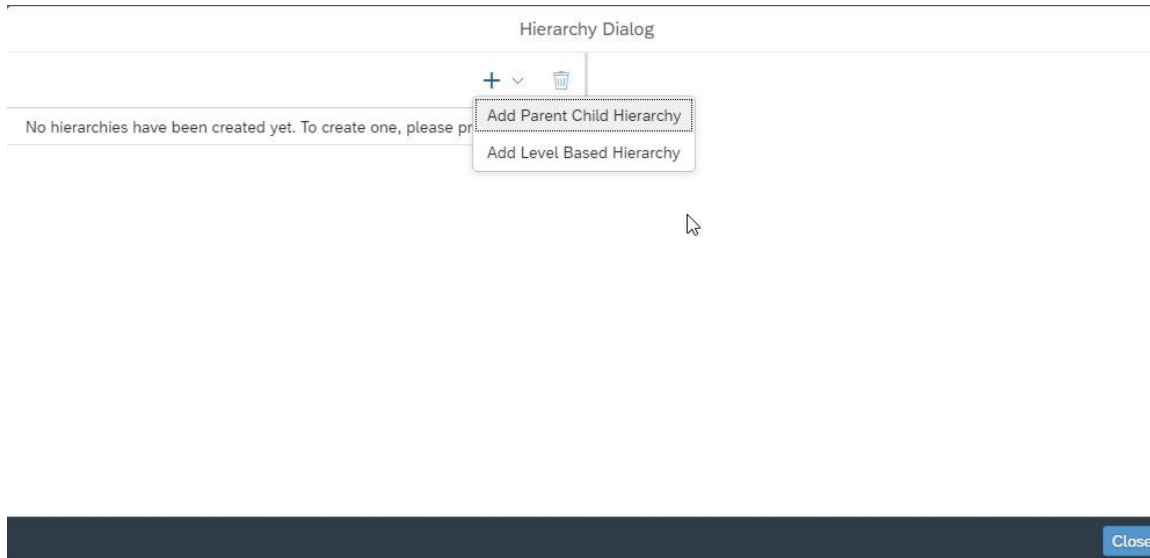 Hierarchy Dialog
No hierarchies have been created yet. To create one, please pr
Add Parent Child Hierarchy
Add Level Based Hierarchy
Close